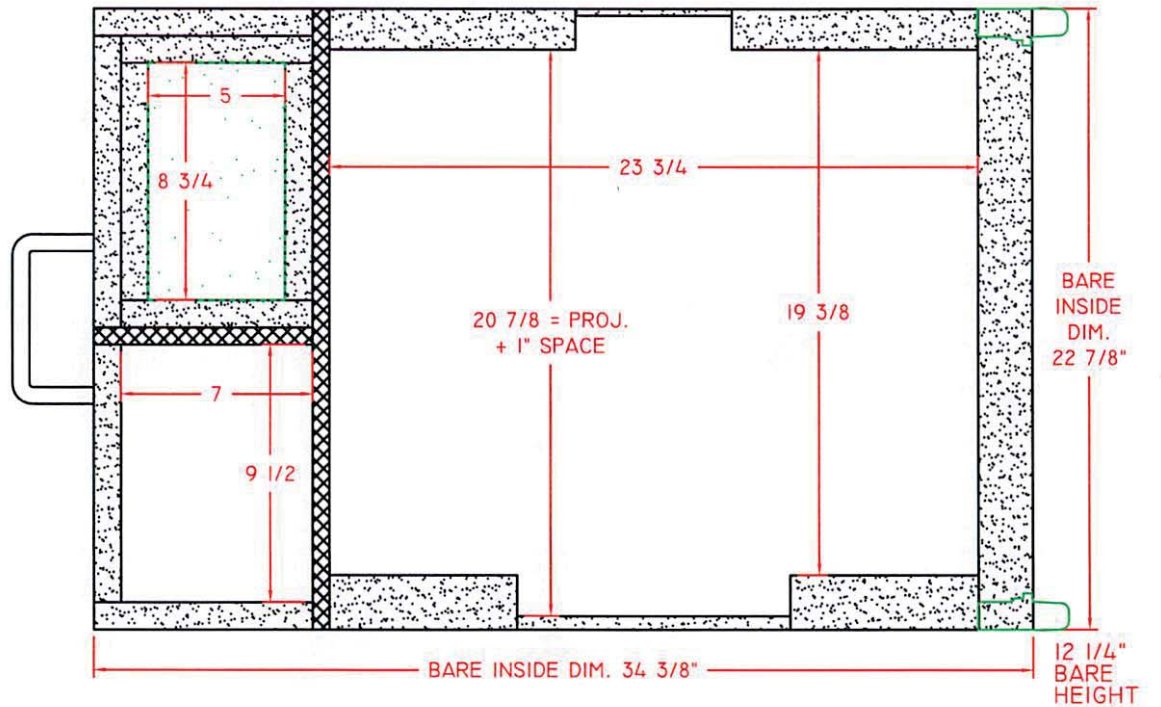 5
8 3/4
23 3/4
20 7/8 = PROJ.
+ 1" SPACE
19 3/8
BARE
INSIDE
DIM.
22 7/8"
7
9 1/2
BARE INSIDE DIM. 34 3/8"
12 1/4"
BARE
HEIGHT